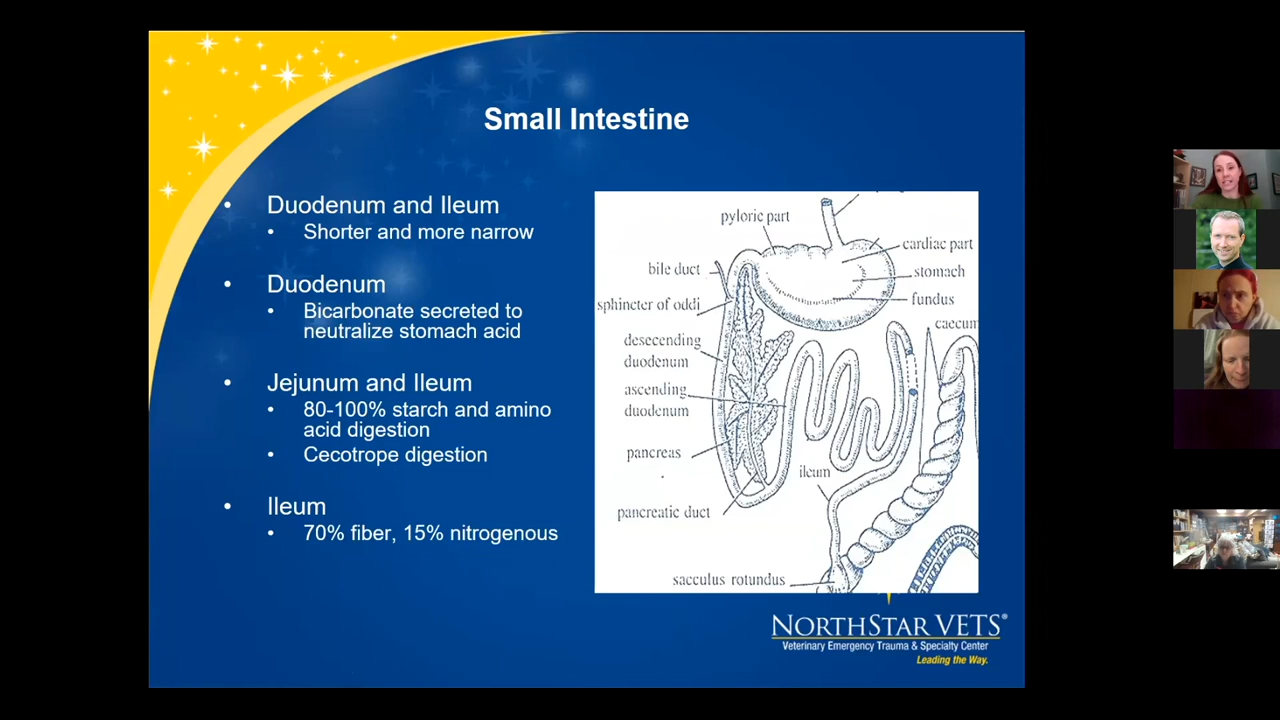 Small Intestine
• Duodenum and Ileum
• Shorter and more narrow
• Duodenum
• Bicarbonate secreted to
neutralize stomach acid
• Jejunum and Ileum
• 80-100% starch and amino
acid digestion
• Cecotrope digestion
• Ileum
• 70% fiber, 15% nitrogenous
pyloric part
cardiac part
bile duct
stomach
sphincter of oddi
fundus
caecum
desecending
duodenum
ascending
duodenum
pancreas
ileum
pancreatic duct
sacculus rotundus
NORTHSTAR VETS®
Veterinary Emergency Trauma & Specialty Center
Leading the Way.